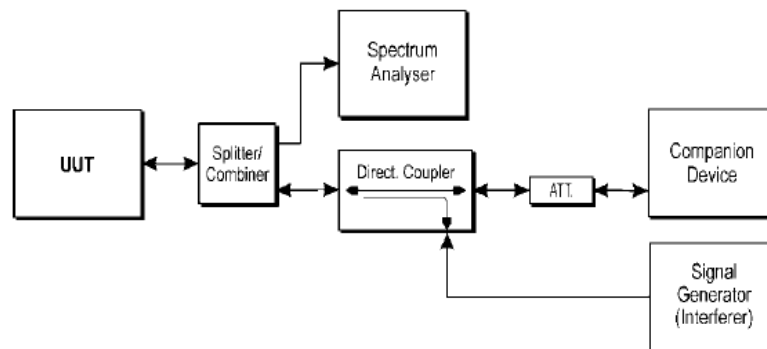 Spectrum
Analyser
UUT
Splitter/
Combiner
Direct. Coupler
ATT.
Companion
Device
Signal
Generator
(Interferer)